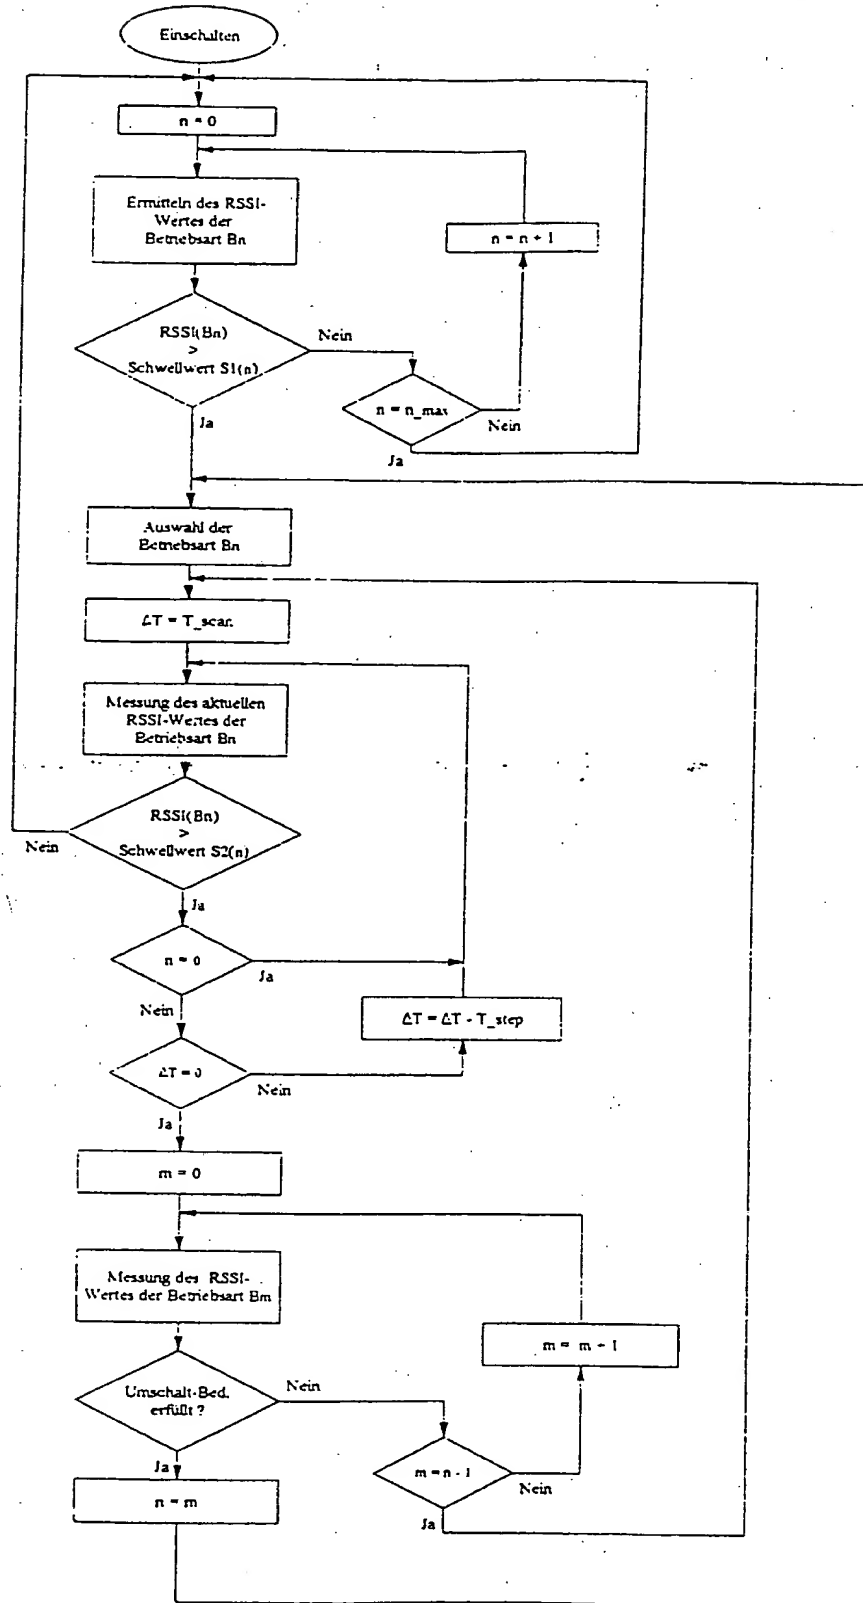 Einschalten
n = 0
Ermitteln des RSSI-
Wertes der
Betriebsart Bn
n = n + 1
RSSI(Bn)
>
Schwellwert S1(n)
Nein
n = n_max
Nein
Ja
Ja
Auswahl der
Betriebsart Bn
ΔT = T_scan
Messung des aktuellen
RSSI-Wertes der
Betriebsart Bn
RSSI(Bn)
>
Schwellwert S2(n)
Nein
Ja
n = 0
Ja
Nein
ΔT = ΔT - T_step
ΔT = 0
Nein
Ja
m = 0
Messung des RSSI-
Wertes der Betriebsart Bm
m = m + 1
Umschalt-Bed.
erfüllt ?
Nein
Ja
m = n - 1
Nein
n = m
Ja